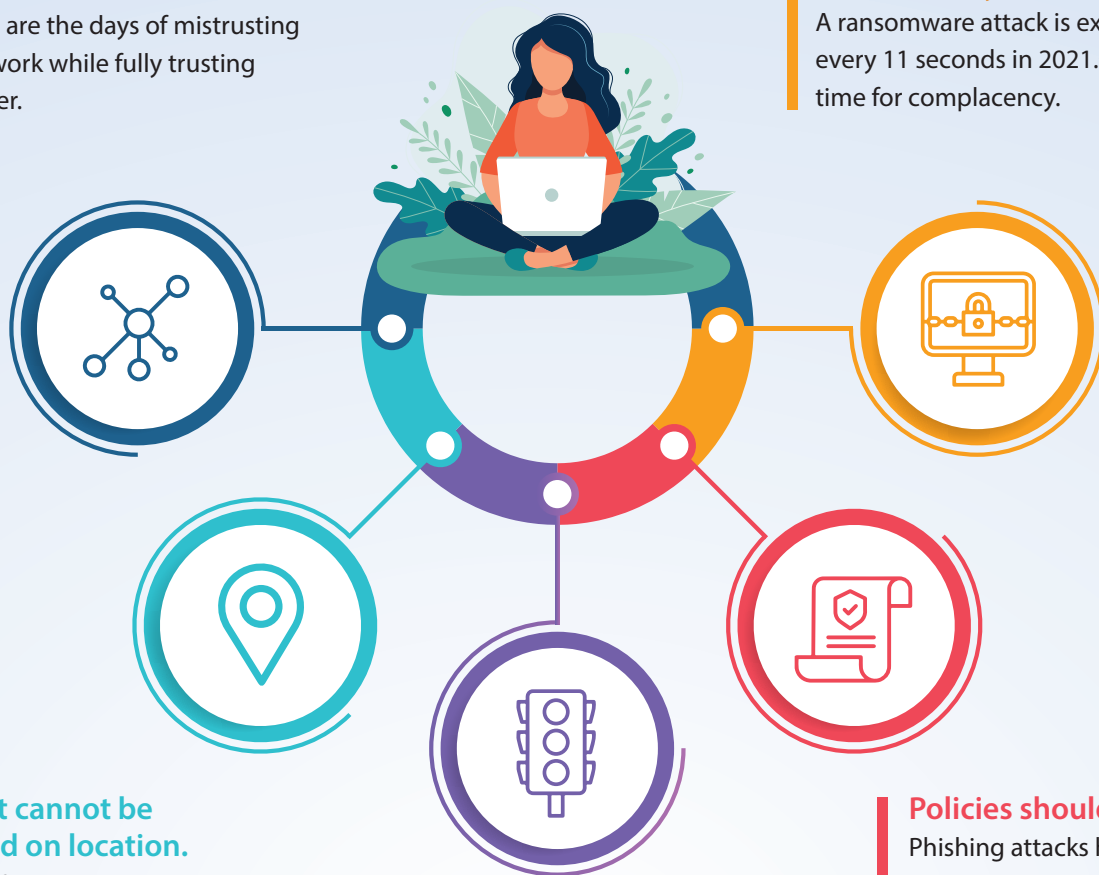 are the days of mistrusting
work while fully trusting
er.
A ransomware attack is ex
every 11 seconds in 2021.
time for complacency.
t cannot be
d on location.
Policies should
Phishing attacks h